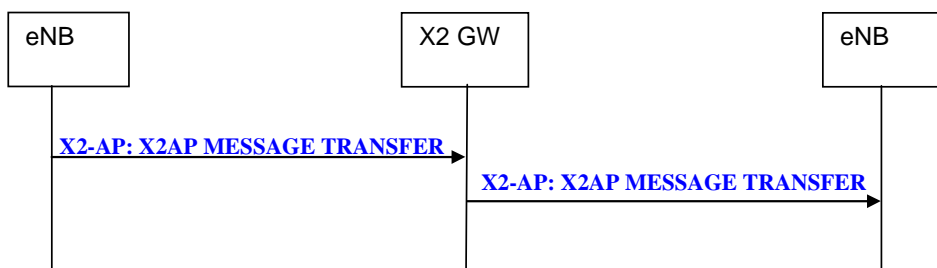 eNB
X2 GW
eNB
X2-AP: X2AP MESSAGE TRANSFER
X2-AP: X2AP MESSAGE TRANSFER